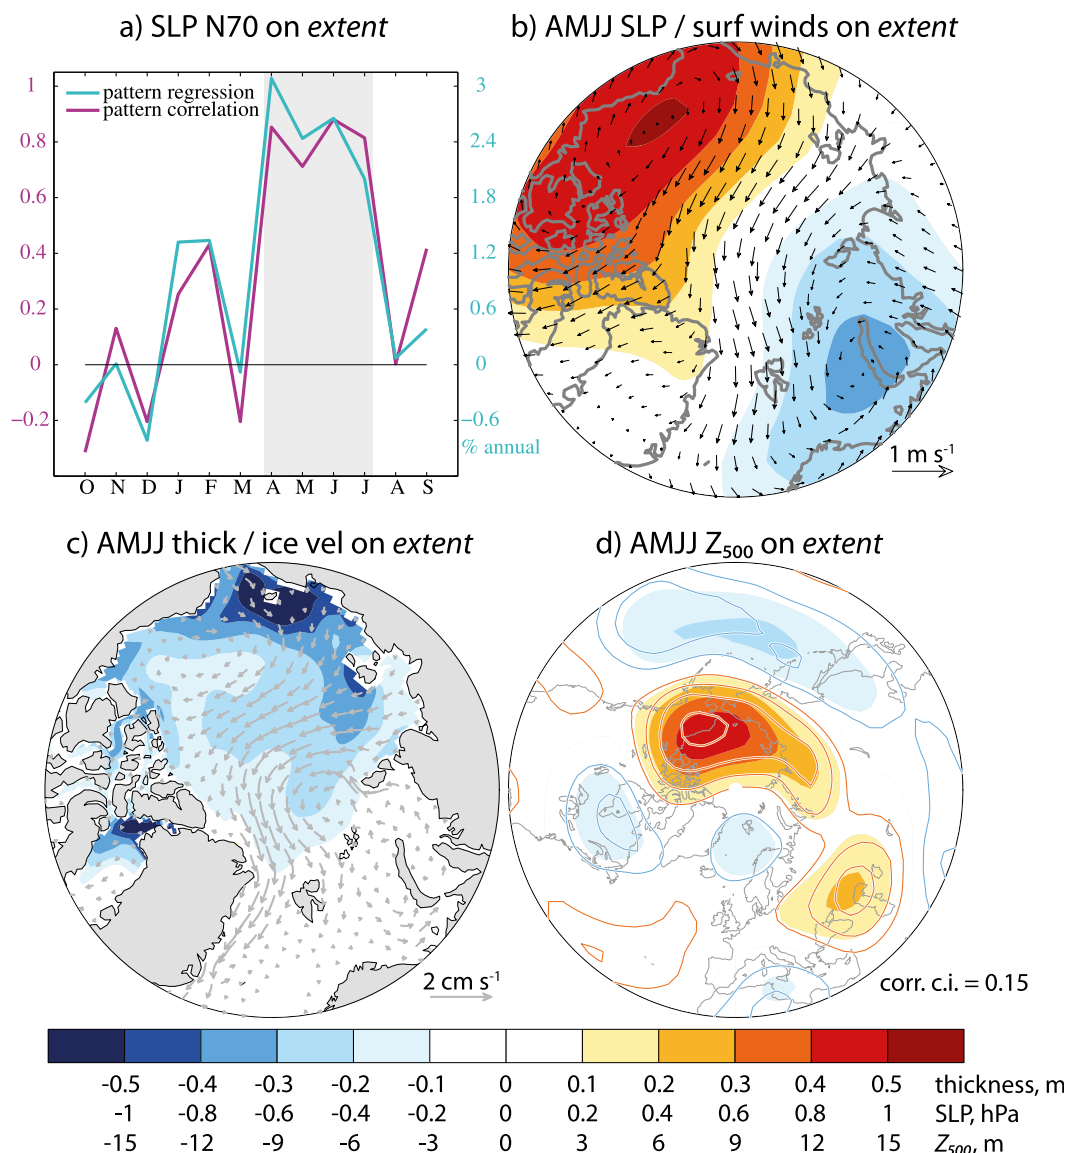 a) SLP N70 on extent
1
0.8
0.6
0.4
0.2
0
−0.2
pattern regression
pattern correlation
3
2.4
1.8
1.2
0.6
0
−0.6
% annual
O N D J F M A M J J A S
b) AMJJ SLP / surf winds on extent
1 m s-1
c) AMJJ thick / ice vel on extent
2 cm s-1
d) AMJJ Z500 on extent
corr. c.i. = 0.15
-0.5 -0.4 -0.3 -0.2 -0.1 0 0.1 0.2 0.3 0.4 0.5 thickness, m
-1 -0.8 -0.6 -0.4 -0.2 0 0.2 0.4 0.6 0.8 1 SLP, hPa
-15 -12 -9 -6 -3 0 3 6 9 12 15 Z500, m